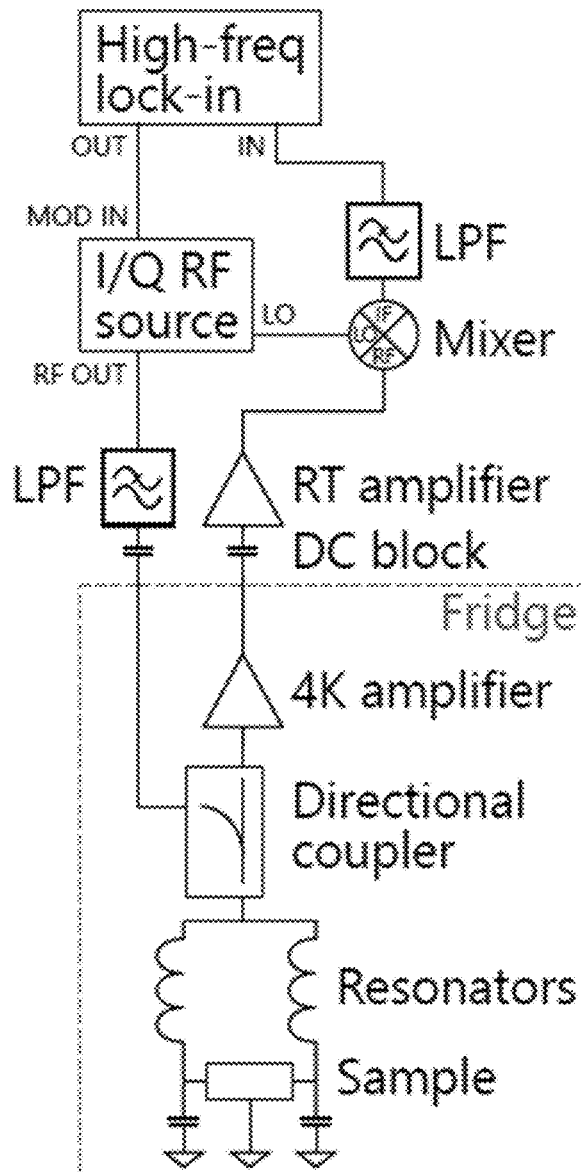 High-freq
lock-in
OUT
IN
MOD IN
LPF
I/Q RF
source
LO
IF
LO
RF
Mixer
RF OUT
LPF
RT amplifier
DC block
Fridge
4K amplifier
Directional
coupler
Resonators
Sample